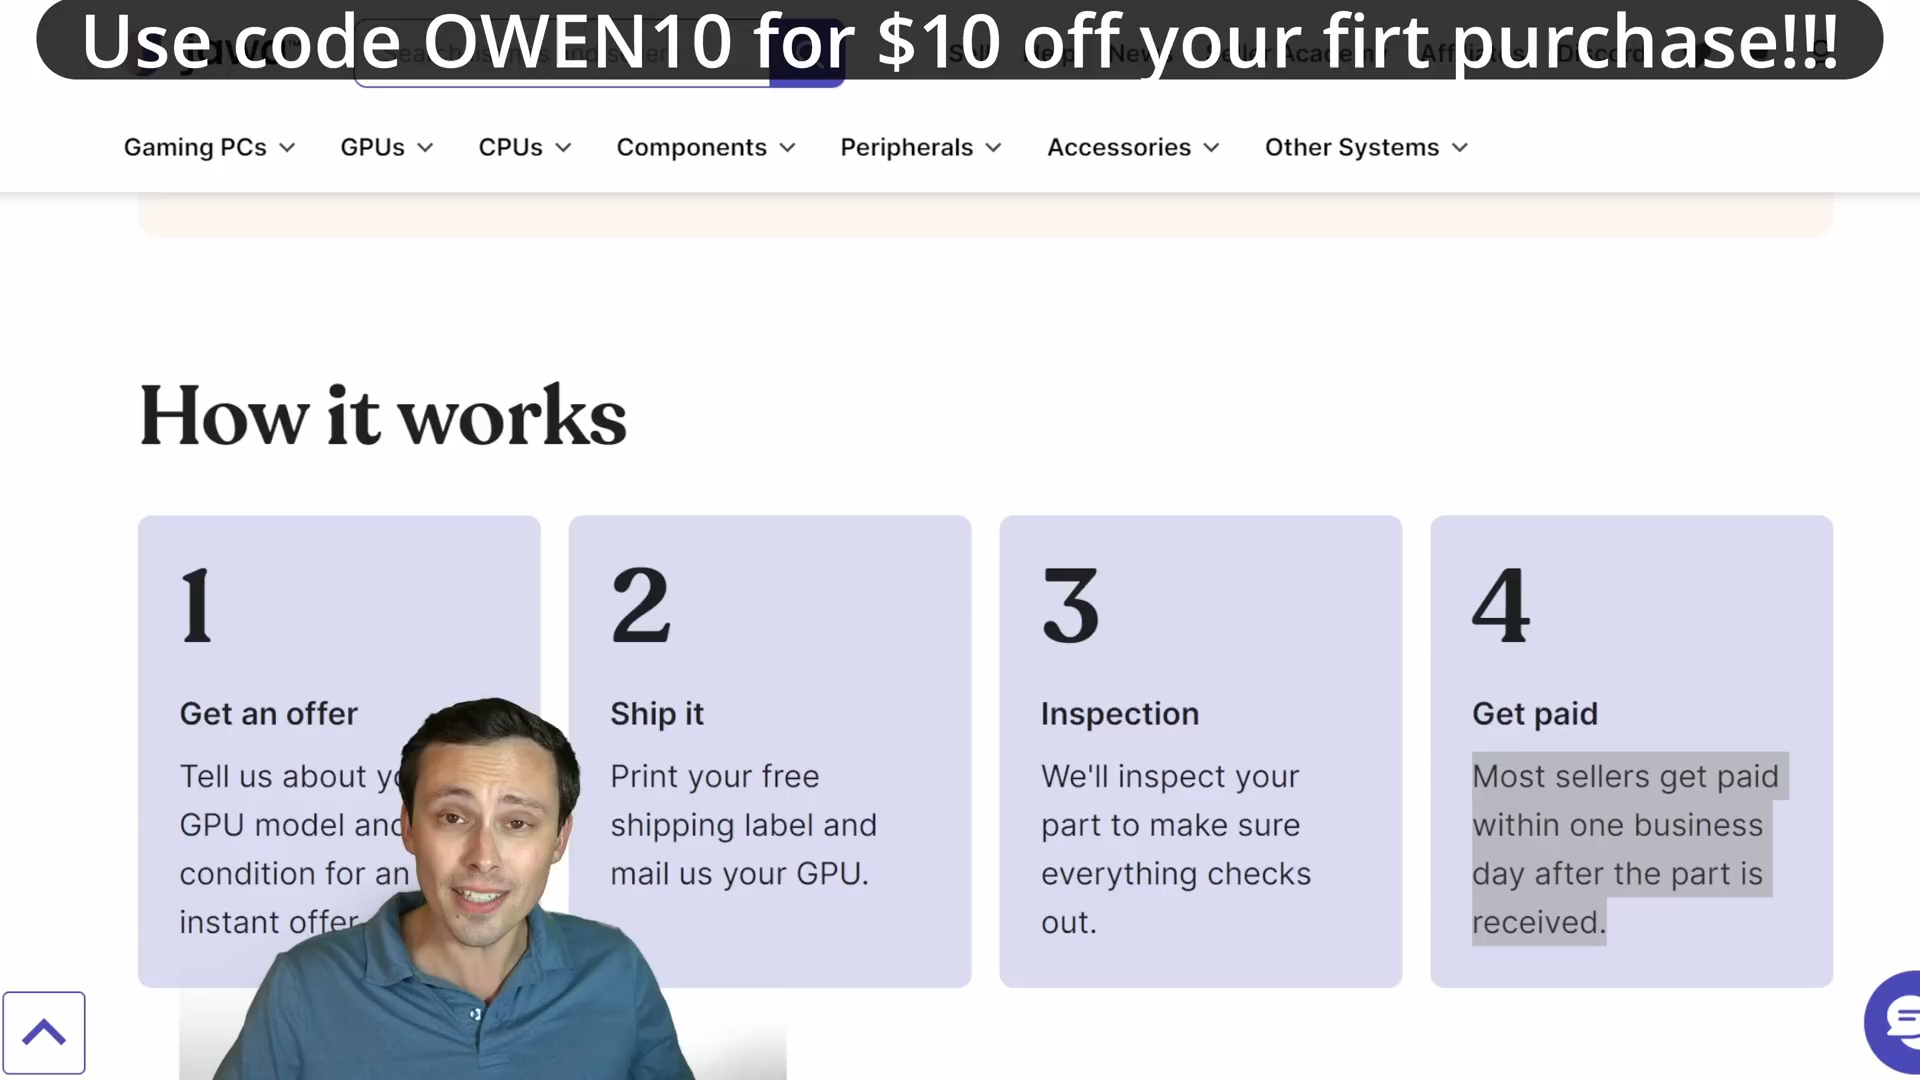 Use code OWEN10 for $10 off your firt purchase!!!
Gaming PCs GPUs CPUs Components Peripherals Accessories Other Systems
How it works
1
Get an offer
Tell us about
GPU model and
condition for an
instant offer
2
Ship it
Print your free
shipping label and
mail us your GPU.
3
Inspection
We'll inspect your
part to make sure
everything checks
out.
4
Get paid
Most sellers get paid
within one business
day after the part is
received.